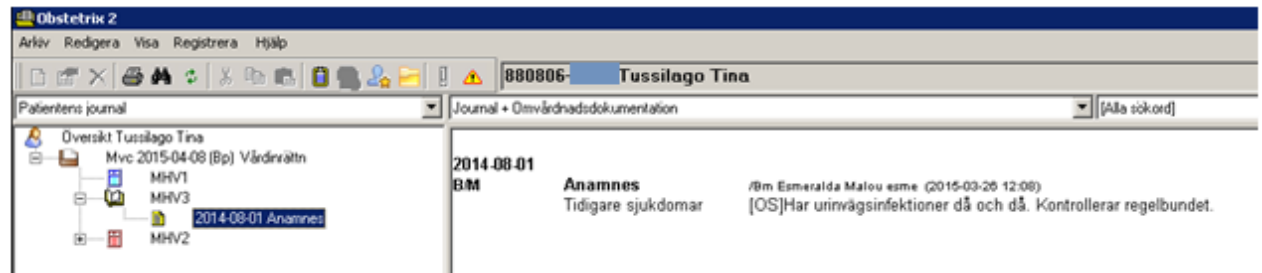 Obstetrix 2
Arkiv Redigera Visa Registrera Hjälp
880806- Tussilago Tina
Patientens journal
Journal + Omvårdnadsdokumentation
[Alla sökord]
Översikt Tussilago Tina
Mvc 2015-04-08 (Bp) Vårdinrättn
MHV1
MHV3
2014-08-01 Anamnes
MHV2
2014-08-01
B/M Anamnes /Bm Esmeralda Malou esme (2015-03-26 12:08)
Tidigare sjukdomar [OS]Har urinvägsinfektioner då och då. Kontrollerar regelbundet.